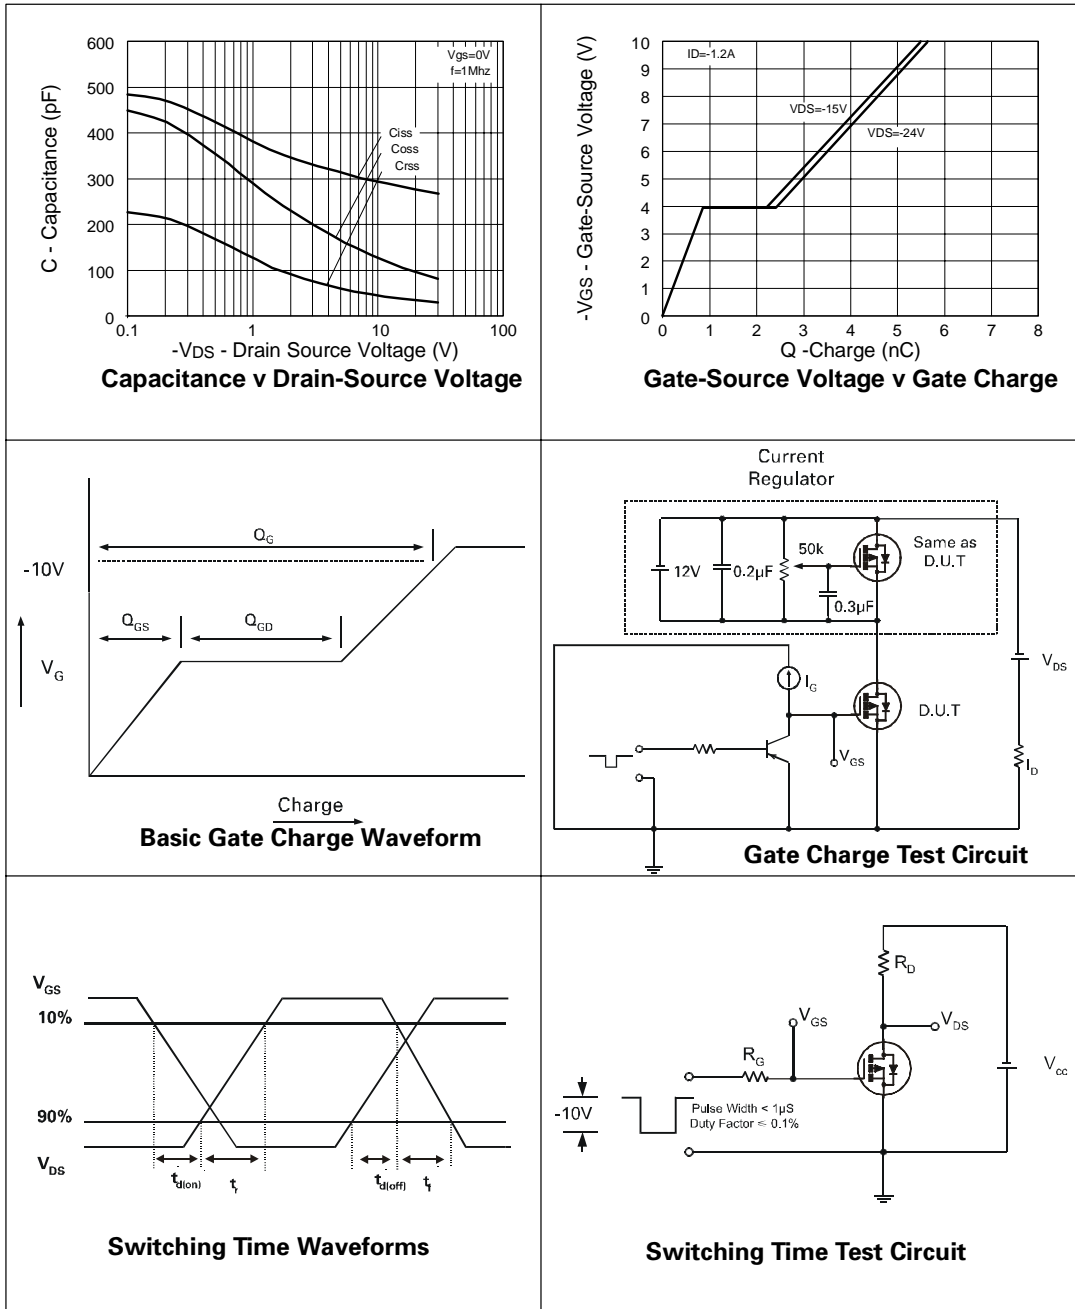 600
500
400
300
200
100
0
C - Capacitance (pF)
Vgs=0V
f=1Mhz
Ciss
Coss
Crss
0.1
1
10
100
-VDS - Drain Source Voltage (V)
Capacitance v Drain-Source Voltage
10
9
8
7
6
5
4
3
2
1
0
-VGS - Gate-Source Voltage (V)
ID=-1.2A
VDS=-15V
VDS=-24V
0
1
2
3
4
5
6
7
8
Q -Charge (nC)
Gate-Source Voltage v Gate Charge
QG
-10V
QGS
QGD
VG
Charge
Basic Gate Charge Waveform
Current
Regulator
12V
0.2µF
50k
0.3µF
Same as
D.U.T
IG
VDS
D.U.T
VGS
ID
Gate Charge Test Circuit
VGS
10%
90%
VDS
td(on)
tr
td(off)
tf
Switching Time Waveforms
RD
VGS
VDS
RG
Vcc
-10V
Pulse Width < 1µS
Duty Factor ≤ 0.1%
Switching Time Test Circuit